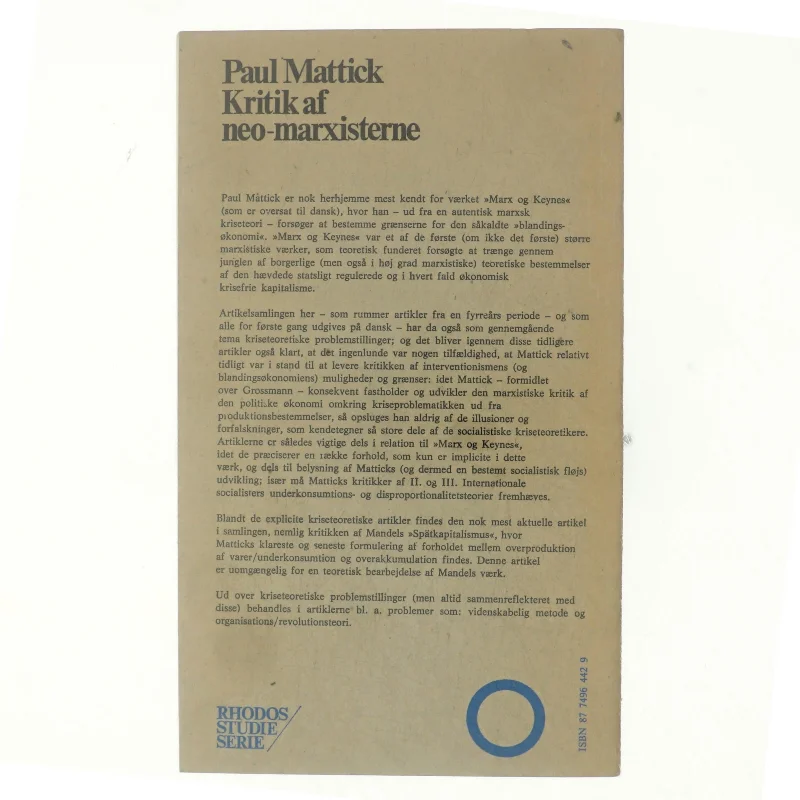 Paul Mattick
Kritik af
neo-marxisterne
Paul Mattick er nok herhjemme mest kendt for værket »Marx og Keynes«
(som er oversat til dansk), hvor han – ud fra en autentisk marxsk
kriseteori – forsøger at bestemme grænserne for den såkaldte »blandings-
økonomi«. »Marx og Keynes« var et af de første (om ikke det første) større
marxistiske værker, som teoretisk funderet forsøgte at trænge gennem
junglen af borgerlige (men også i høj grad marxistiske) teoretiske bestemmelser
af den hævdede statsligt regulerede og i hvert fald økonomisk
krisefrie kapitalisme.
Artikelsamlingen her – som rummer artikler fra en fyrreårs periode – og som
alle for første gang udgives på dansk – har da også som gennemgående
tema kriseteoretiske problemstillinger; og det bliver igennem disse tidligere
artikler også klart, at det ingenlunde var nogen tilfældighed, at Mattick relativt
tidligt var i stand til at levere kritikken af interventionismens (og
blandingsøkonomiens) muligheder og grænser: idet Mattick – formidlet
over Grossmann – konsekvent fastholder og udvikler den marxistiske kritik af
den politiske økonomi omkring kriseproblematikken ud fra
produktionsbestemmelser, så opsluges han aldrig af de illusioner og
forfalskninger, som kendetegner så store dele af de socialistiske kriseteoretikere.
Artiklerne er således vigtige dels i relation til »Marx og Keynes«,
idet de præciserer en række forhold, som kun er implicite i dette
værk, og dels til belysning af Matticks (og dermed en bestemt socialistisk fløjs)
udvikling; især må Matticks kritikker af II. og III. Internationale
socialisters underkonsumtions- og disproportionalitetsteorier fremhæves.
Blandt de explicite kriseteoretiske artikler findes den nok mest aktuelle artikel
i samlingen, nemlig kritikken af Mandels »Spätkapitalismus«, hvor
Matticks klareste og seneste formulering af forholdet mellem overproduktion
af varer/underkonsumtion og overakkumulation findes. Denne artikel
er uomgængelig for en teoretisk bearbejdelse af Mandels værk.
Ud over kriseteoretiske problemstillinger (men altid sammenreflekteret med
disse) behandles i artiklerne bl. a. problemer som: videnskabelig metode og
organisations/revolutionsteori.
RHODOS
STUDIE
SERIE
ISBN 87 7496 442 9